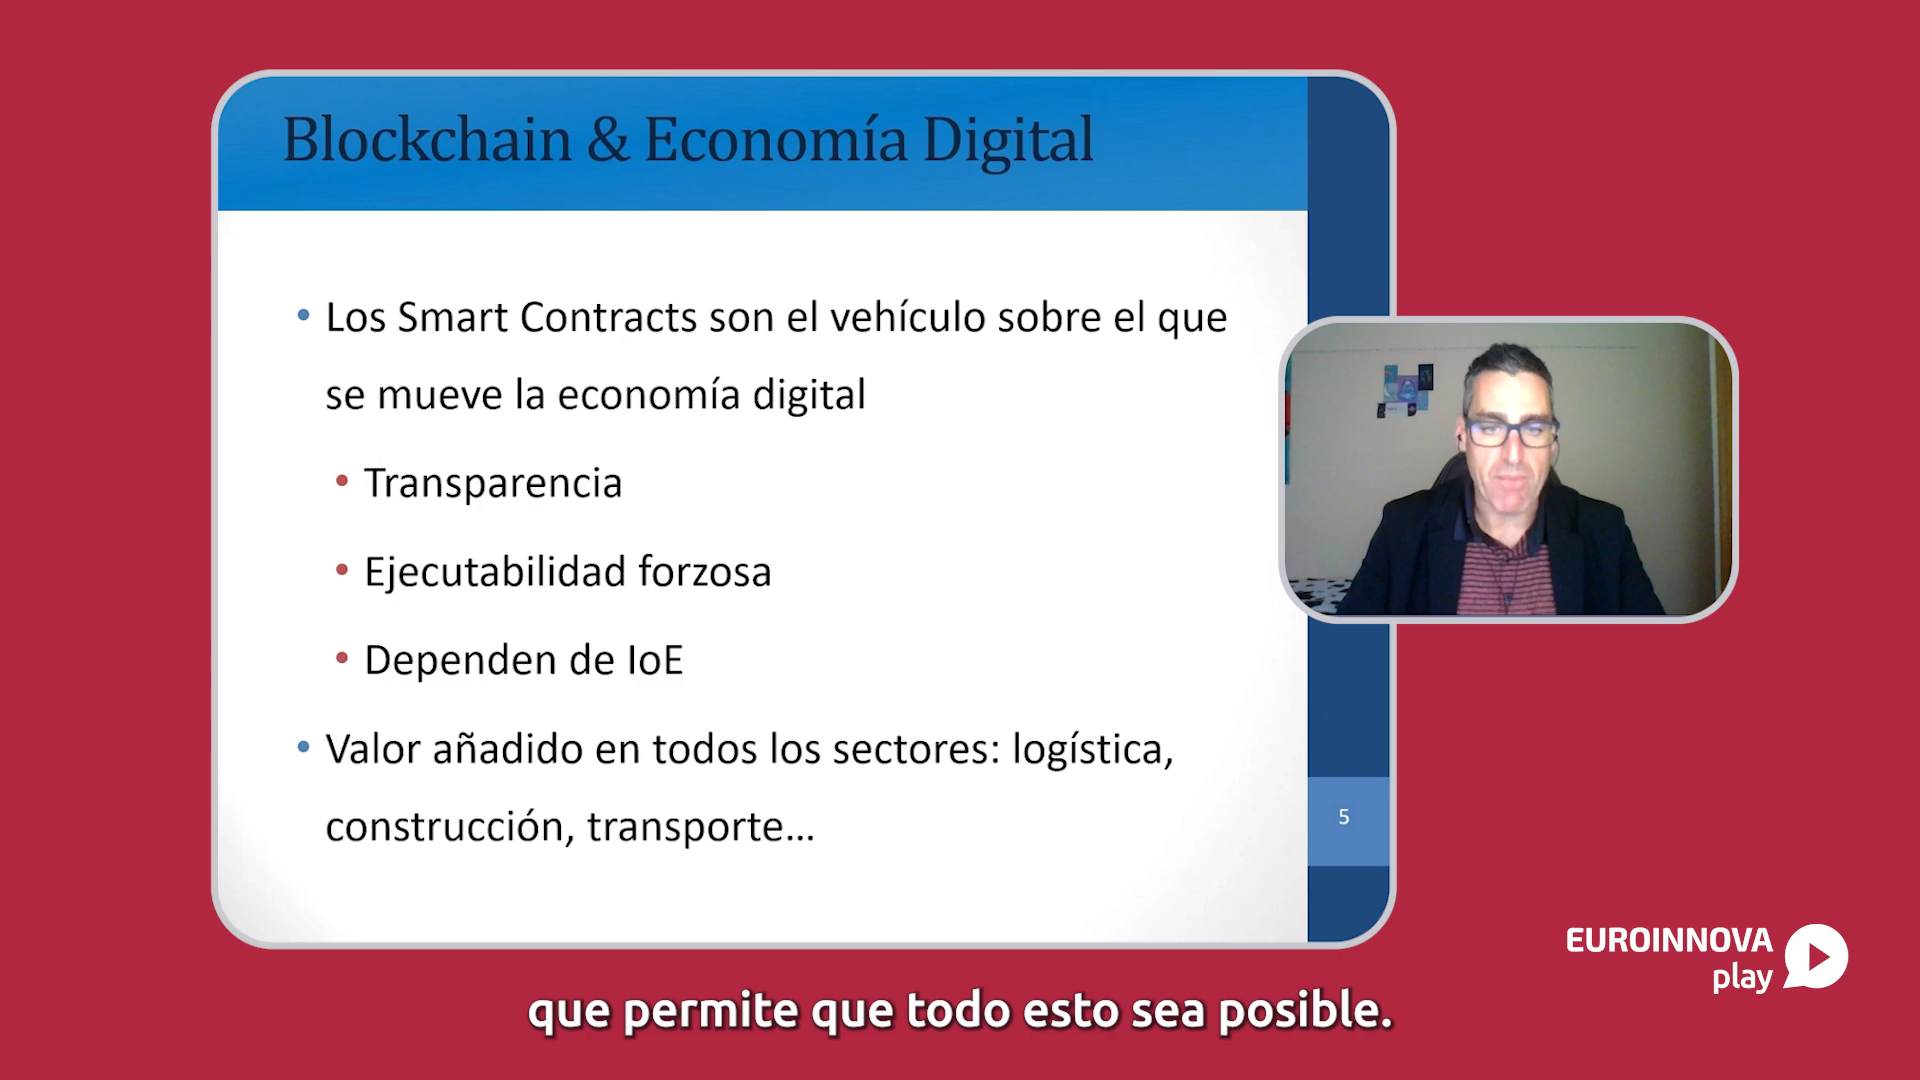 Blockchain & Economía Digital
• Los Smart Contracts son el vehículo sobre el que
se mueve la economía digital
• Transparencia
• Ejecutabilidad forzosa
• Dependen de IoE
• Valor añadido en todos los sectores: logística,
construcción, transporte...
5
EUROINNOVA
play
que permite que todo esto sea posible.